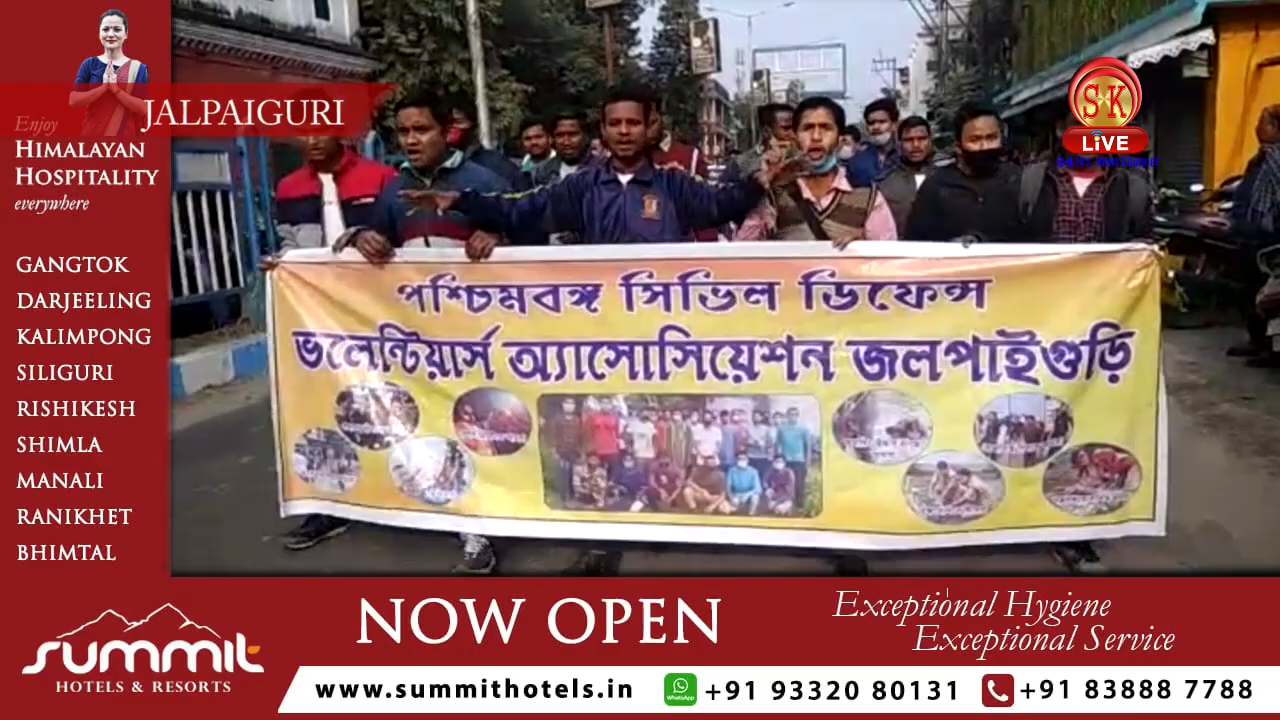 JALPAIGURI
Enjoy
HIMALAYAN
HOSPITALITY
everywhere
GANGTOK
DARJEELING
KALIMPONG
SILIGURI
RISHIKESH
SHIMLA
MANALI
RANIKHET
BHIMTAL
SK
LiVE
পশ্চিমবঙ্গ সিভিল ডিফেন্স
ভলেন্টিয়ার্স অ্যাসোসিয়েশন জলপাইগুড়ি
summit
HOTELS & RESORTS
NOW OPEN
Exceptional Hygiene
Exceptional Service
www.summithotels.in
WhatsApp
+91 93320 80131
+91 83888 77788